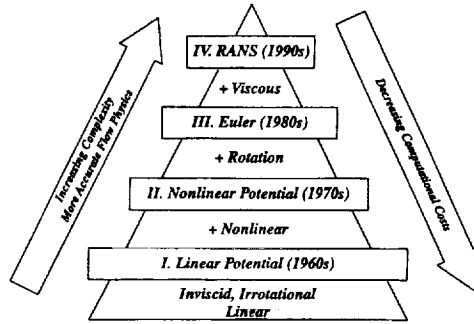 IV. RANS (1990s)
+ Viscous
III. Euler (1980s)
+ Rotation
II. Nonlinear Potential (1970s)
+ Nonlinear
I. Linear Potential (1960s)
Inviscid, Irrotational
Linear
Increasing Complexity
More Accurate Flow Physics
Decreasing Computational Costs